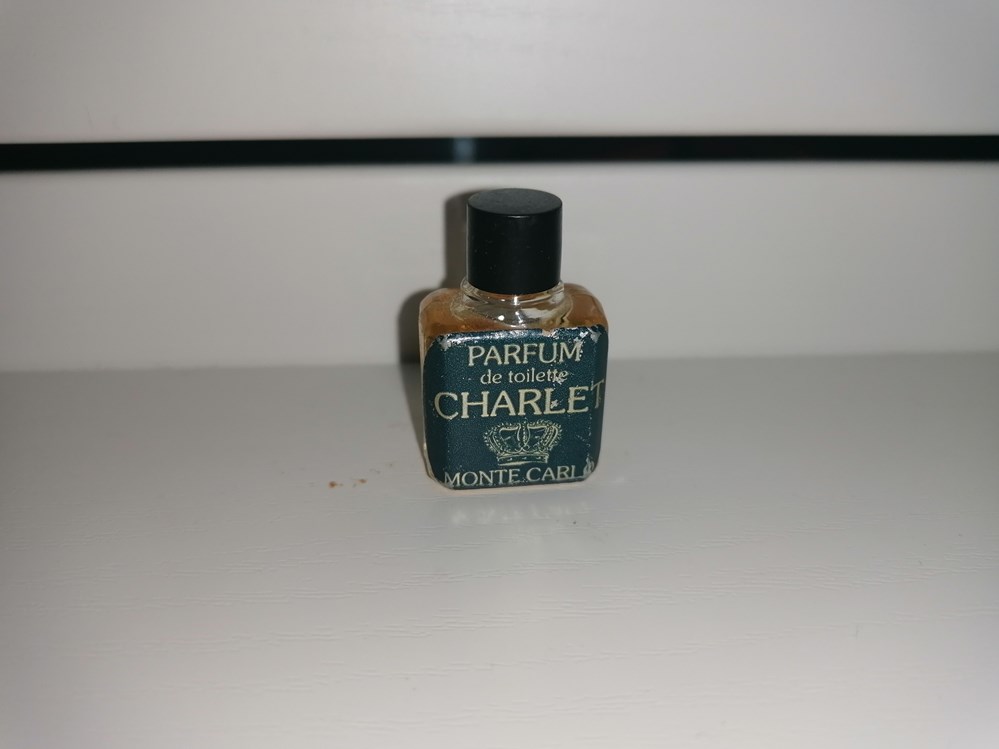 PARFUM
de toilette
CHARLET
MONTE CARLO